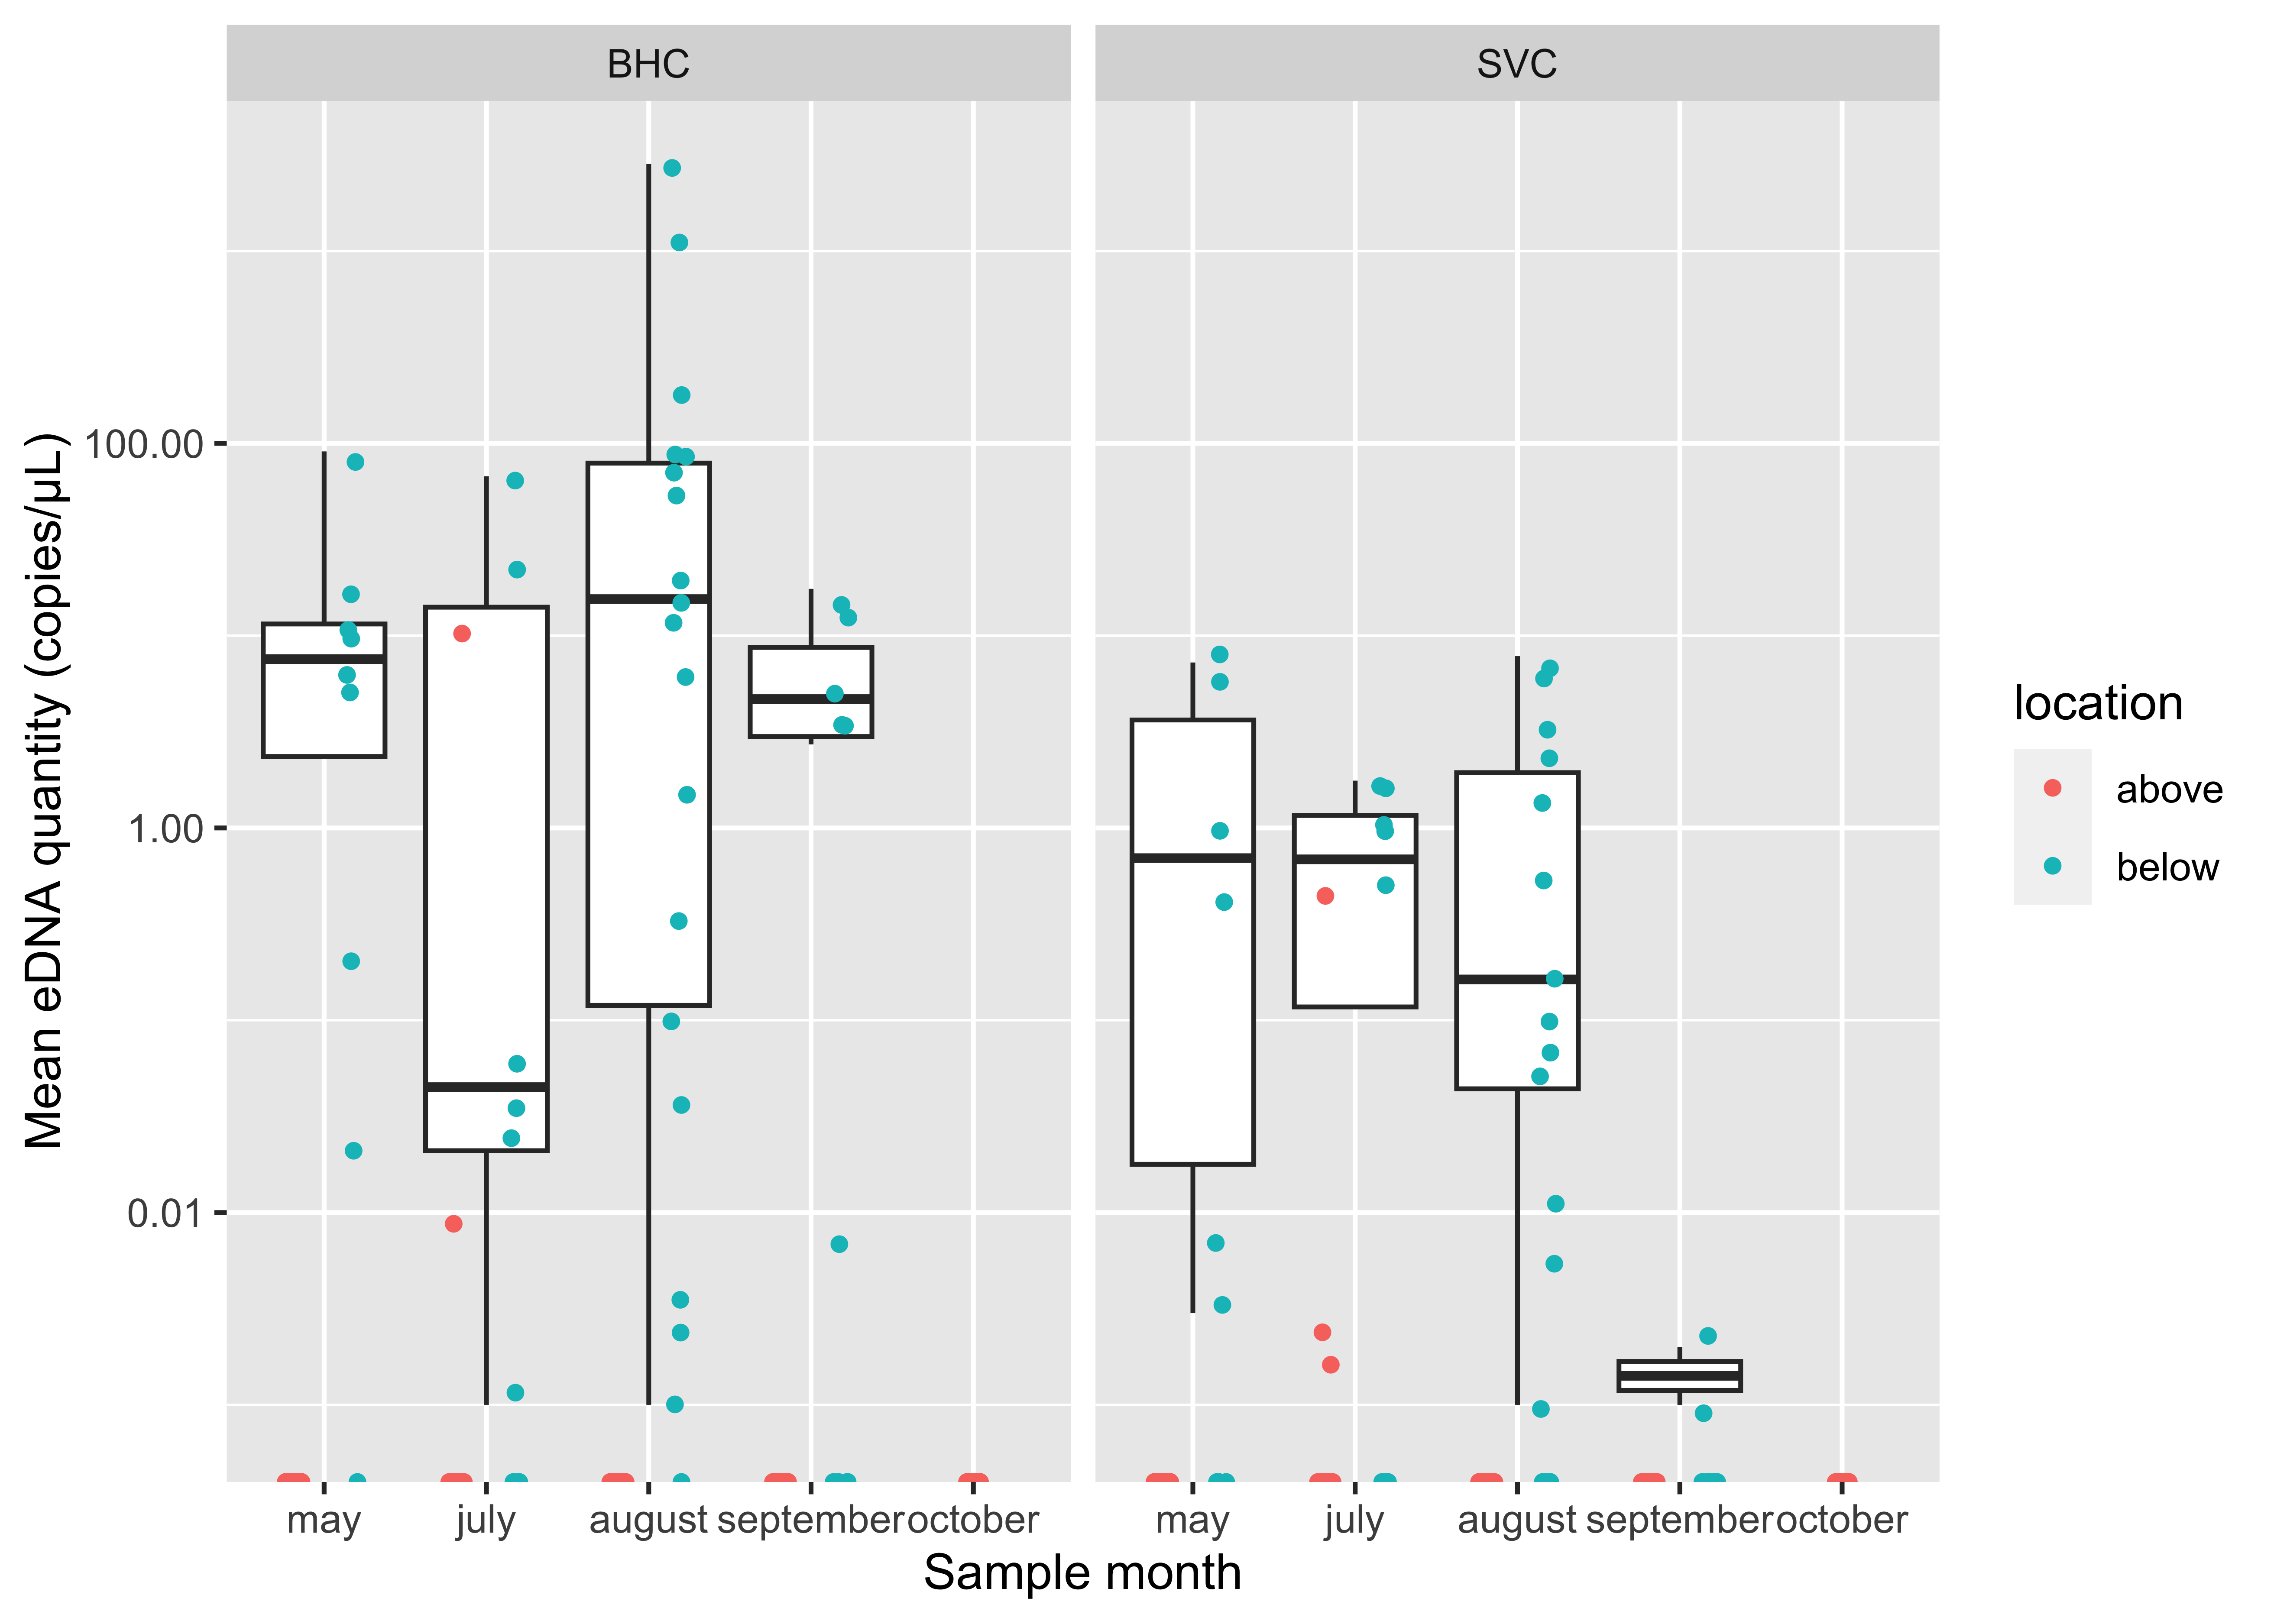 BHC
SVC
Mean eDNA quantity (copies/µL)
100.00
1.00
0.01
may
july
august
september
october
may
july
august
september
october
Sample month
location
above
below